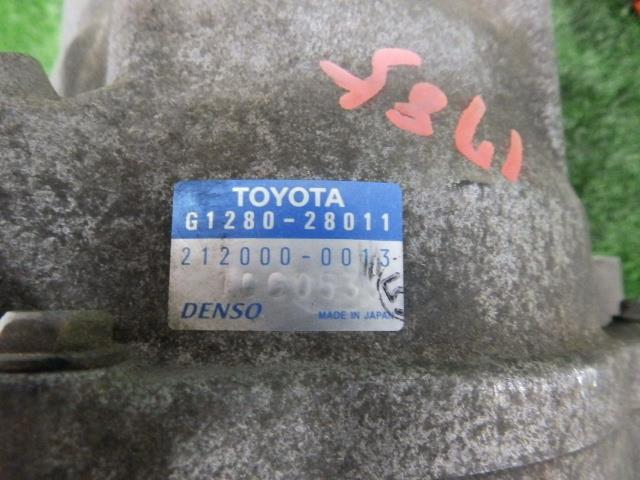 TOYOTA
G1280-28011
212000-0013
DENSO MADE IN JAPAN